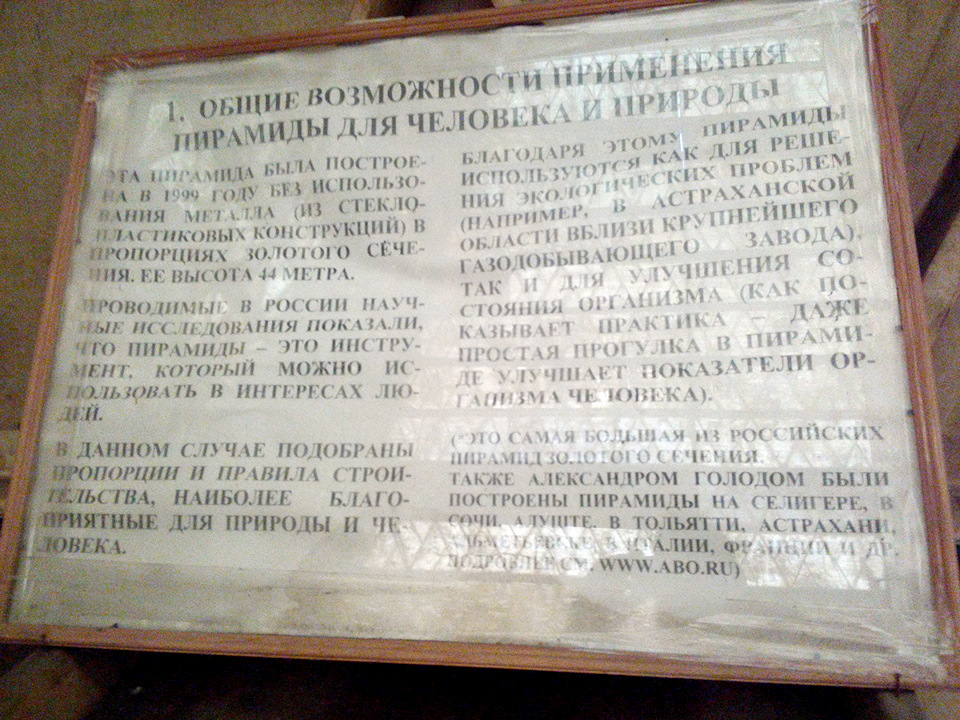 1. ОБЩИЕ ВОЗМОЖНОСТИ ПРИМЕНЕНИЯ
ПИРАМИДЫ ДЛЯ ЧЕЛОВЕКА И ПРИРОДЫ
ЭТА ПИРАМИДА БЫЛА ПОСТРОЕ-
НА В 1999 ГОДУ БЕЗ ИСПОЛЬЗО-
ВАНИЯ МЕТАЛЛА (ИЗ СТЕКЛО-
ПЛАСТИКОВЫХ КОНСТРУКЦИЙ) В
ПРОПОРЦИЯХ ЗОЛОТОГО СЕЧЕ-
НИЯ. ЕЕ ВЫСОТА 44 МЕТРА.
ПРОВОДИМЫЕ В РОССИИ НАУЧ-
НЫЕ ИССЛЕДОВАНИЯ ПОКАЗАЛИ,
ЧТО ПИРАМИДЫ – ЭТО ИНСТРУ-
МЕНТ, КОТОРЫЙ МОЖНО ИС-
ПОЛЬЗОВАТЬ В ИНТЕРЕСАХ ЛЮ-
ДЕЙ.
В ДАННОМ СЛУЧАЕ ПОДОБРАНЫ
ПРОПОРЦИИ И ПРАВИЛА СТРОИ-
ТЕЛЬСТВА, НАИБОЛЕЕ БЛАГО-
ПРИЯТНЫЕ ДЛЯ ПРИРОДЫ И ЧЕ-
ЛОВЕКА.
БЛАГОДАРЯ ЭТОМУ ПИРАМИДЫ
ИСПОЛЬЗУЮТСЯ КАК ДЛЯ РЕШЕ-
НИЯ ЭКОЛОГИЧЕСКИХ ПРОБЛЕМ
(НАПРИМЕР, В АСТРАХАНСКОЙ
ОБЛАСТИ ВБЛИЗИ КРУПНЕЙШЕГО
ГАЗОДОБЫВАЮЩЕГО ЗАВОДА),
ТАК И ДЛЯ УЛУЧШЕНИЯ СО-
СТОЯНИЯ ОРГАНИЗМА (КАК ПО-
КАЗЫВАЕТ ПРАКТИКА – ДАЖЕ
ПРОСТАЯ ПРОГУЛКА В ПИРАМИ-
ДЕ УЛУЧШАЕТ ПОКАЗАТЕЛИ ОР-
ГАНИЗМА ЧЕЛОВЕКА).
(ЭТО САМАЯ БОЛЬШАЯ ИЗ РОССИЙСКИХ
ПИРАМИД ЗОЛОТОГО СЕЧЕНИЯ.
ТАКЖЕ АЛЕКСАНДРОМ ГОЛОДОМ БЫЛИ
ПОСТРОЕНЫ ПИРАМИДЫ НА СЕЛИГЕРЕ, В
СОЧИ, АЛУШТЕ, В ТОЛЬЯТТИ, АСТРАХАНИ,
АЛЬМЕТЬЕВСКЕ, В ИТАЛИИ, ФРАНЦИИ И ДР.
ПОДРОБНЕЕ СМ. WWW.ABO.RU)